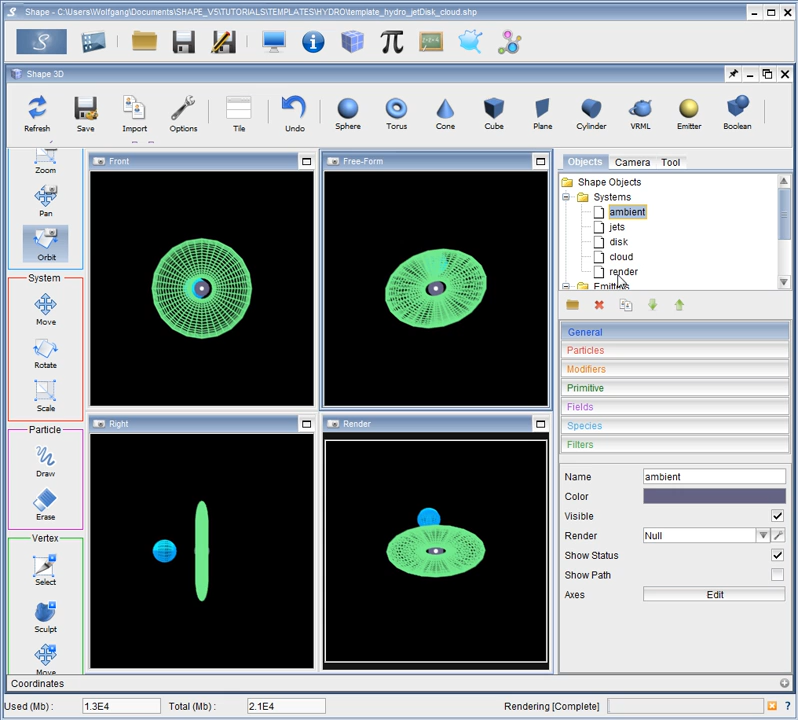 Shape - C:\Users\Wolfgang\Documents\SHAPE_V5\TUTORIALS\TEMPLATES\HYDRO\template_hydro_jetDisk_cloud.shp
Shape 3D
Refresh Save Import Options Tile Undo Sphere Torus Cone Cube Plane Cylinder VRML Emitter Boolean
Zoom
Pan
Orbit
System
Move
Rotate
Scale
Particle
Draw
Erase
Vertex
Select
Sculpt
Move
Front
Free-Form
Right
Render
Objects Camera Tool
Shape Objects
Systems
ambient
jets
disk
cloud
render
Emitters
General
Particles
Modifiers
Primitive
Fields
Species
Filters
Name ambient
Color
Visible
Render Null
Show Status
Show Path
Axes Edit
Coordinates
Used (Mb) : 1.3E4 Total (Mb) : 2.1E4 Rendering [Complete] ?